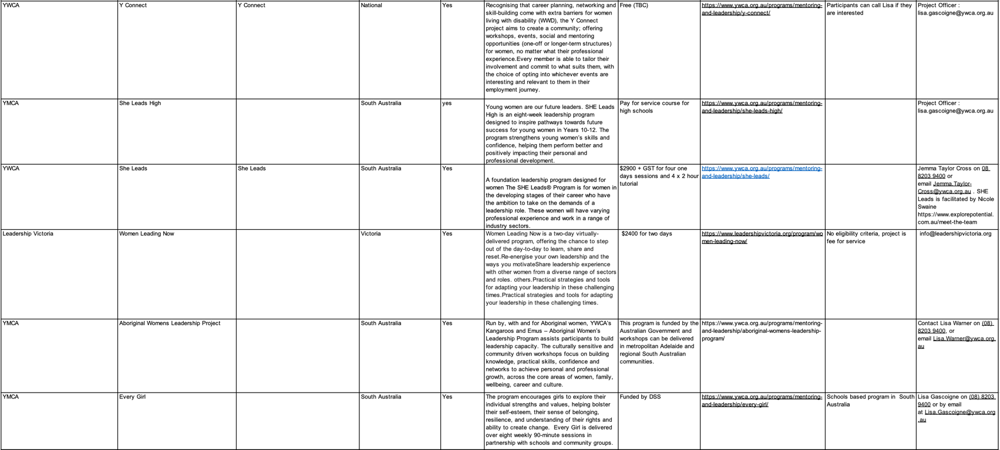 YWCA
Y Connect
Y Connect
National
Yes
Recognising that career planning, networking and
skill-building come with extra barriers for women
living with disability (WWD), the Y Connect
project aims to create a community; offering
workshops, events, social and mentoring
opportunities (one-off or longer-term structures)
for women, no matter what their professional
experience.Every member is able to tailor their
involvement and commit to what suits them, with
the choice of opting into whichever events are
interesting and relevant to them in their
employment journey.
Free (TBC)
https://www.ywca.org.au/programs/mentoring-
and-leadership/y-connect/
Participants can call Lisa if they
are interested
Project Officer :
lisa.gascoigne@ywca.org.au
YMCA
She Leads High
South Australia
yes
Young women are our future leaders. SHE Leads
High is an eight-week leadership program
designed to inspire pathways towards future
success for young women in Years 10-12. The
program strengthens young women's skills and
confidence, helping them perform better and
positively impacting their personal and
professional development.
Pay for service course for
high schools
https://www.ywca.org.au/programs/mentoring-
and-leadership/she-leads-high/
Project Officer :
lisa.gascoigne@ywca.org.au
YWCA
She Leads
She Leads
South Australia
Yes
A foundation leadership program designed for
women The SHE Leads® Program is for women in
the developing stages of their career who have
the ambition to take on the demands of a
leadership role. These women will have varying
professional experience and work in a range of
industry sectors.
$2900 + GST for four one
days sessions and 4 x 2 hour
tutorial
https://www.ywca.org.au/programs/mentoring-
and-leadership/she-leads/
Jemma Taylor Cross on 08
8203 9400 or
email Jemma.Taylor-
Cross@ywca.org.au . SHE
Leads is facilitated by Nicole
Swaine
https://www.explorepotential.
com.au/meet-the-team
Leadership Victoria
Women Leading Now
Victoria
Yes
Women Leading Now is a two-day virtually-
delivered program, offering the chance to step
out of the day-to-day to learn, share and
reset.Re-energise your own leadership and the
ways you motivateShare leadership experience
with other women from a diverse range of sectors
and roles. others.Practical strategies and tools
for adapting your leadership in these challenging
times.Practical strategies and tools for adapting
your leadership in these challenging times.
$2400 for two days
https://www.leadershipvictoria.org/program/wo
men-leading-now/
No eligibility criteria, project is
fee for service
info@leadershipvictoria.org
YMCA
Aboriginal Womens Leadership Project
South Australia
Yes
Run by, with and for Aboriginal women, YWCA's
Kangaroos and Emus – Aboriginal Women's
Leadership Program assists participants to build
leadership capacity. The culturally sensitive and
community driven workshops focus on building
knowledge, practical skills, confidence and
networks to achieve personal and professional
growth, across the core areas of women, family,
wellbeing, career and culture.
This program is funded by the
Australian Government and
workshops can be delivered
in metropolitan Adelaide and
regional South Australian
communities.
https://www.ywca.org.au/programs/mentoring-
and-leadership/aboriginal-womens-leadership-
program/
Contact Lisa Warner on (08)
8203 9400, or
email Lisa.Warner@ywca.org.
au
YMCA
Every Girl
South Australia
Yes
The program encourages girls to explore their
individual strengths and values, helping bolster
their self-esteem, their sense of belonging,
resilience, and understanding of their rights and
ability to create change. Every Girl is delivered
over eight weekly 90-minute sessions in
partnership with schools and community groups.
Funded by DSS
https://www.ywca.org.au/programs/mentoring-
and-leadership/every-girl/
Schools based program in South
Australia
Lisa Gascoigne on (08) 8203
9400 or by email
at Lisa.Gascoigne@ywca.org
.au